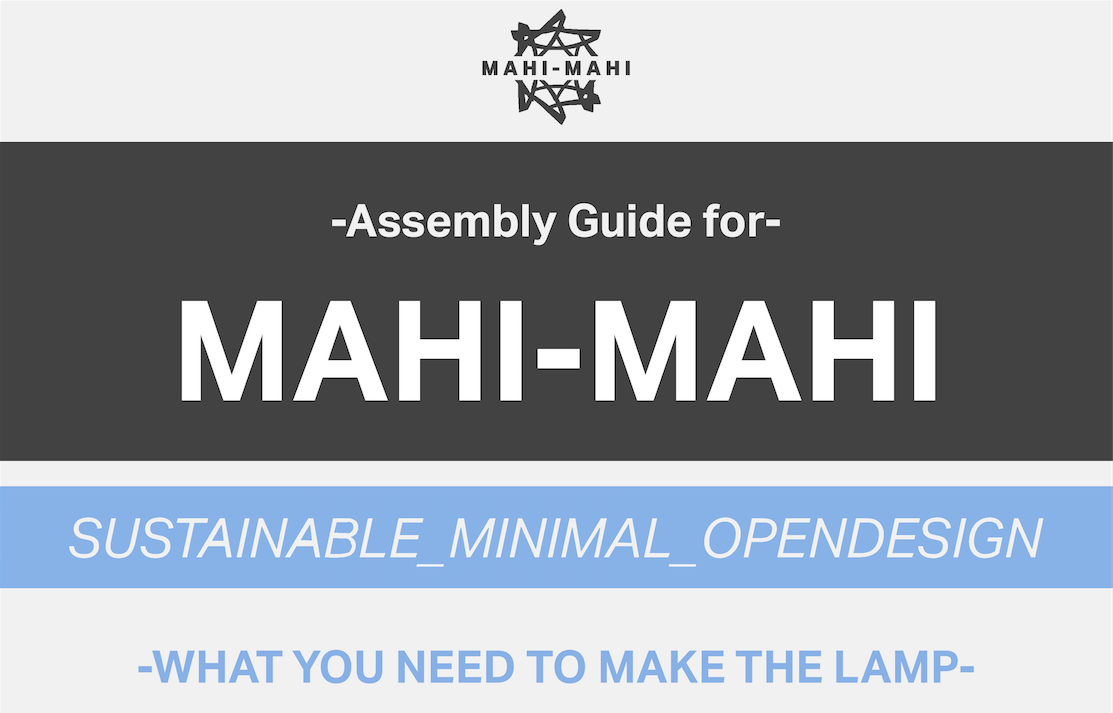 MAHI-MAHI
-Assembly Guide for-
MAHI-MAHI
SUSTAINABLE_MINIMAL_OPENDESIGN
-WHAT YOU NEED TO MAKE THE LAMP-